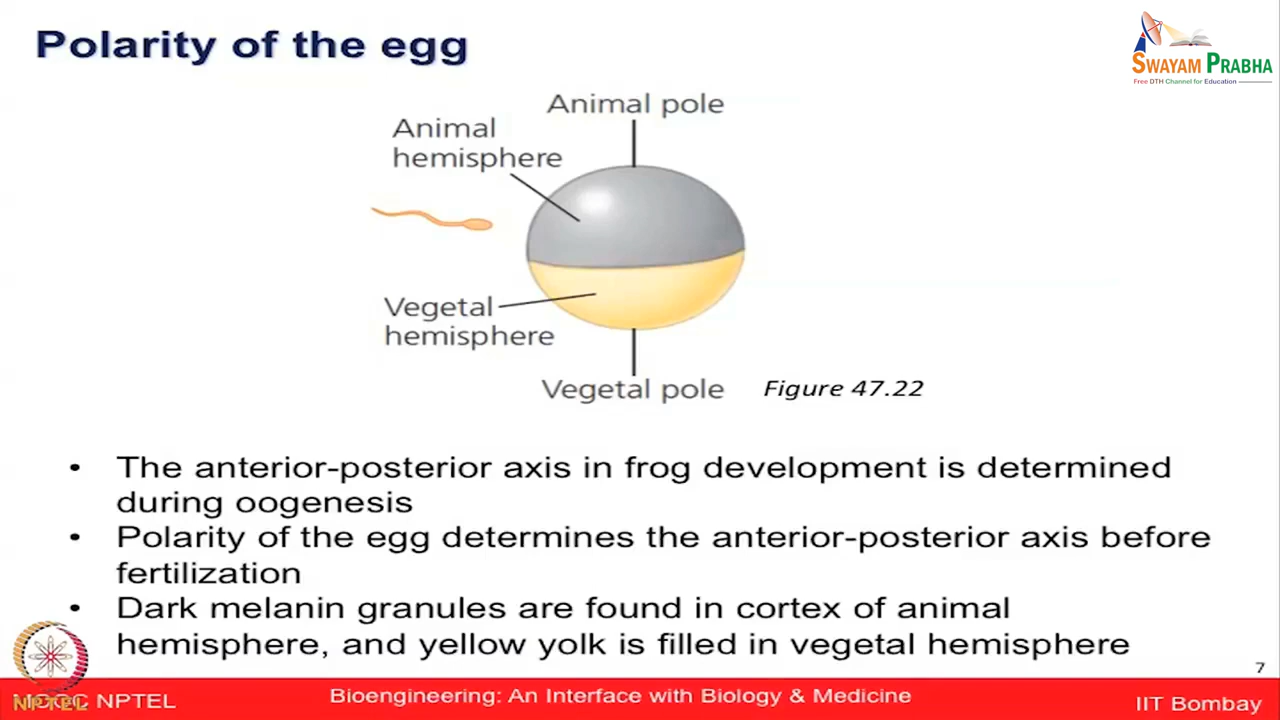 Polarity of the egg
SWAYAM PRABHA
Free DTH Channel for Education
Animal pole
Animal
hemisphere
Vegetal
hemisphere
Vegetal pole
Figure 47.22
• The anterior-posterior axis in frog development is determined
during oogenesis
• Polarity of the egg determines the anterior-posterior axis before
fertilization
• Dark melanin granules are found in cortex of animal
hemisphere, and yellow yolk is filled in vegetal hemisphere
7
MOOC NPTEL
NPTEL
Bioengineering: An Interface with Biology & Medicine
IIT Bombay